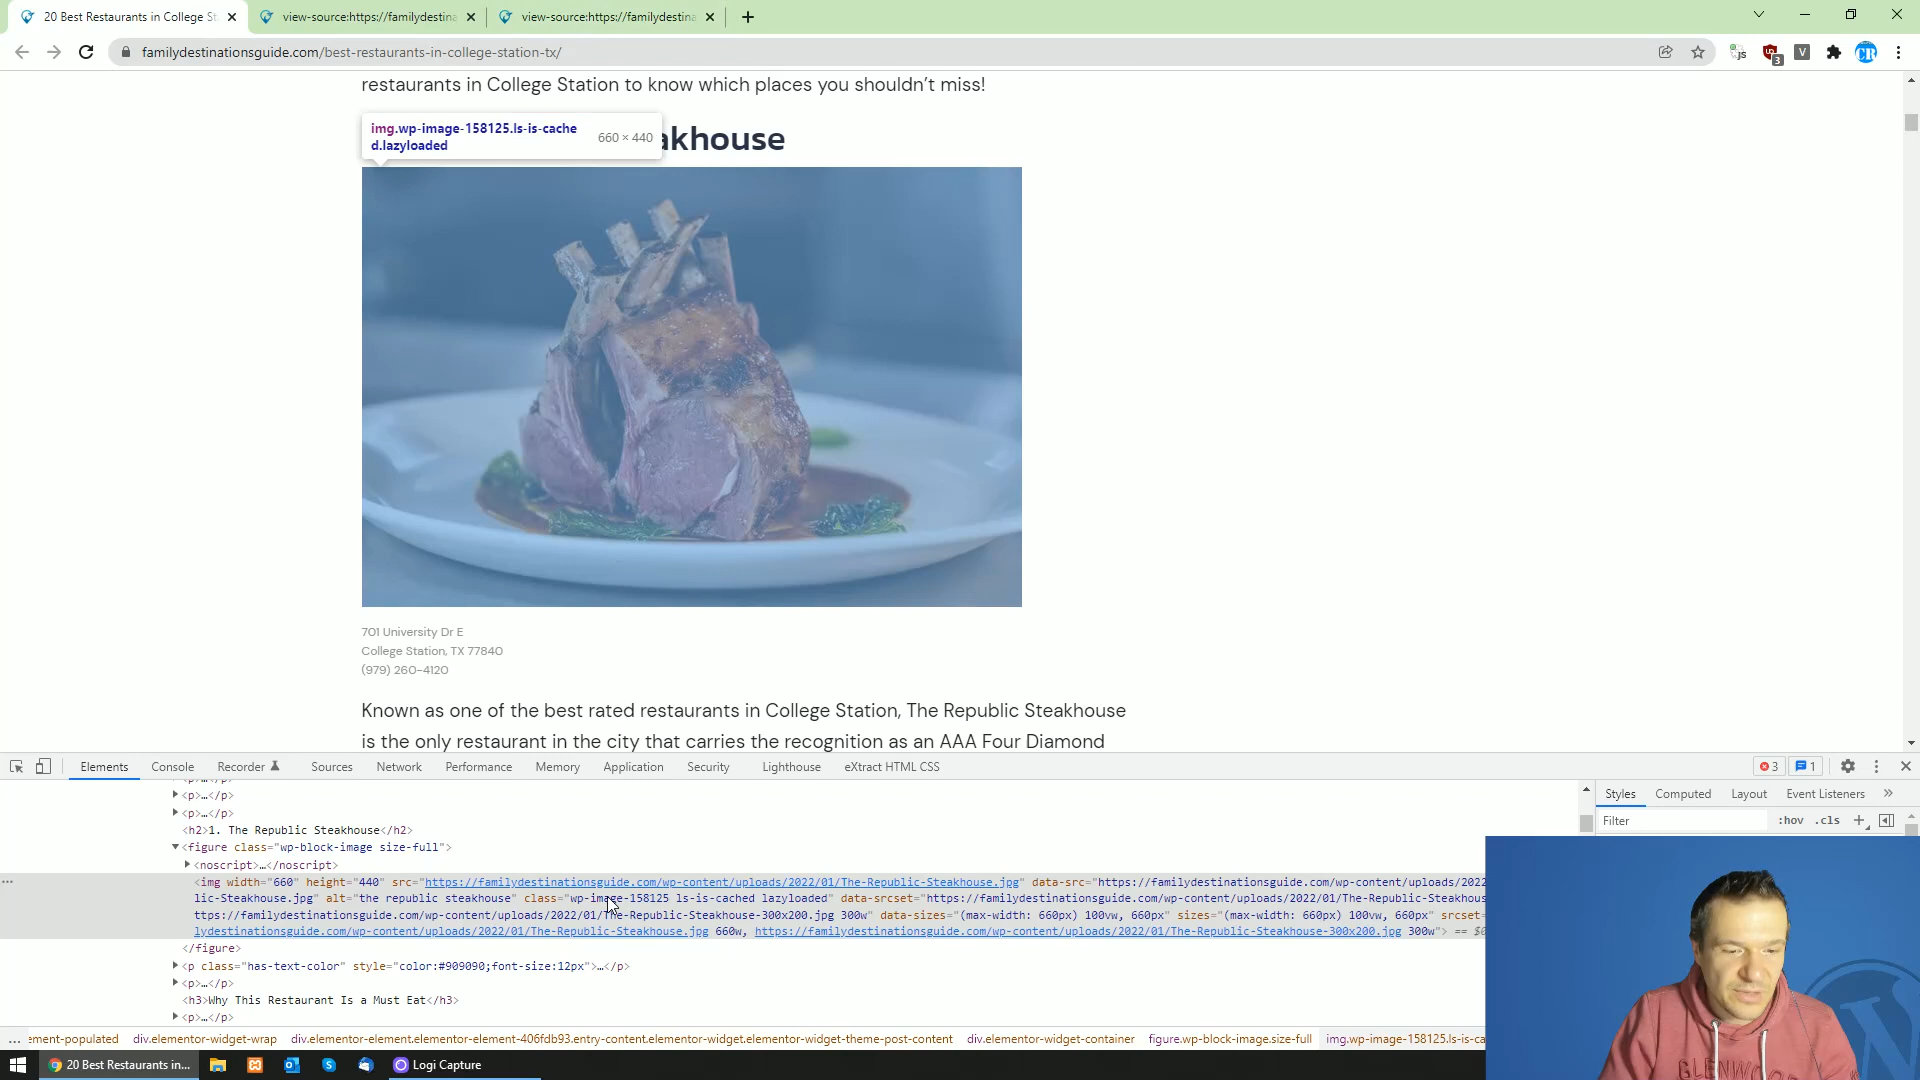 20 Best Restaurants in College St
view-source:https://familydestina
view-source:https://familydestina
familydestinationsguide.com/best-restaurants-in-college-station-tx/
restaurants in College Station to know which places you shouldn't miss!
img.wp-image-158125.ls-is-cache
d.lazyloaded
660 × 440
akhouse
701 University Dr E
College Station, TX 77840
(979) 260-4120
Known as one of the best rated restaurants in College Station, The Republic Steakhouse
is the only restaurant in the city that carries the recognition as an AAA Four Diamond
Elements Console Recorder Sources Network Performance Memory Application Security Lighthouse eXtract HTML CSS 3 1
Styles Computed Layout Event Listeners »
Filter :hov .cls +
<p>…</p>
<p>…</p>
<h2>1. The Republic Steakhouse</h2>
<figure class="wp-block-image size-full">
<noscript>…</noscript>
<img width="660" height="440" src="https://familydestinationsguide.com/wp-content/uploads/2022/01/The-Republic-Steakhouse.jpg" data-src="https://familydestinationsguide.com/wp-content/uploads/2022
lic-Steakhouse.jpg" alt="the republic steakhouse" class="wp-image-158125 ls-is-cached lazyloaded" data-srcset="https://familydestinationsguide.com/wp-content/uploads/2022/01/The-Republic-Steakhous
ttps://familydestinationsguide.com/wp-content/uploads/2022/01/The-Republic-Steakhouse-300x200.jpg 300w" data-sizes="(max-width: 660px) 100vw, 660px" sizes="(max-width: 660px) 100vw, 660px" srcset=
lydestinationsguide.com/wp-content/uploads/2022/01/The-Republic-Steakhouse.jpg 660w, https://familydestinationsguide.com/wp-content/uploads/2022/01/The-Republic-Steakhouse-300x200.jpg 300w"> == $0
</figure>
<p class="has-text-color" style="color:#909090;font-size:12px">…</p>
<p>…</p>
<h3>Why This Restaurant Is a Must Eat</h3>
<p>…</p>
… ement-populated div.elementor-widget-wrap div.elementor-element.elementor-element-406fdb93.entry-content.elementor-widget.elementor-widget-theme-post-content div.elementor-widget-container figure.wp-block-image.size-full img.wp-image-158125.ls-is-ca
20 Best Restaurants in... Logi Capture